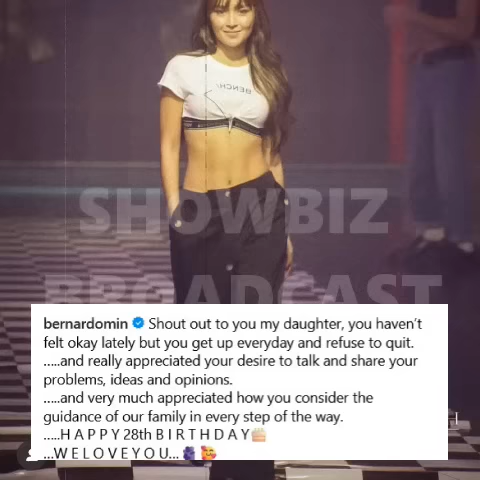 BENCH/
SHOWBIZ
BROADCAST
bernardomin Shout out to you my daughter, you haven't
felt okay lately but you get up everyday and refuse to quit.
.....and really appreciated your desire to talk and share your
problems, ideas and opinions.
.....and very much appreciated how you consider the
guidance of our family in every step of the way.
.....H A P P Y 28th B I R T H D A Y🎂
...W E L O V E Y O U...🫂🥰